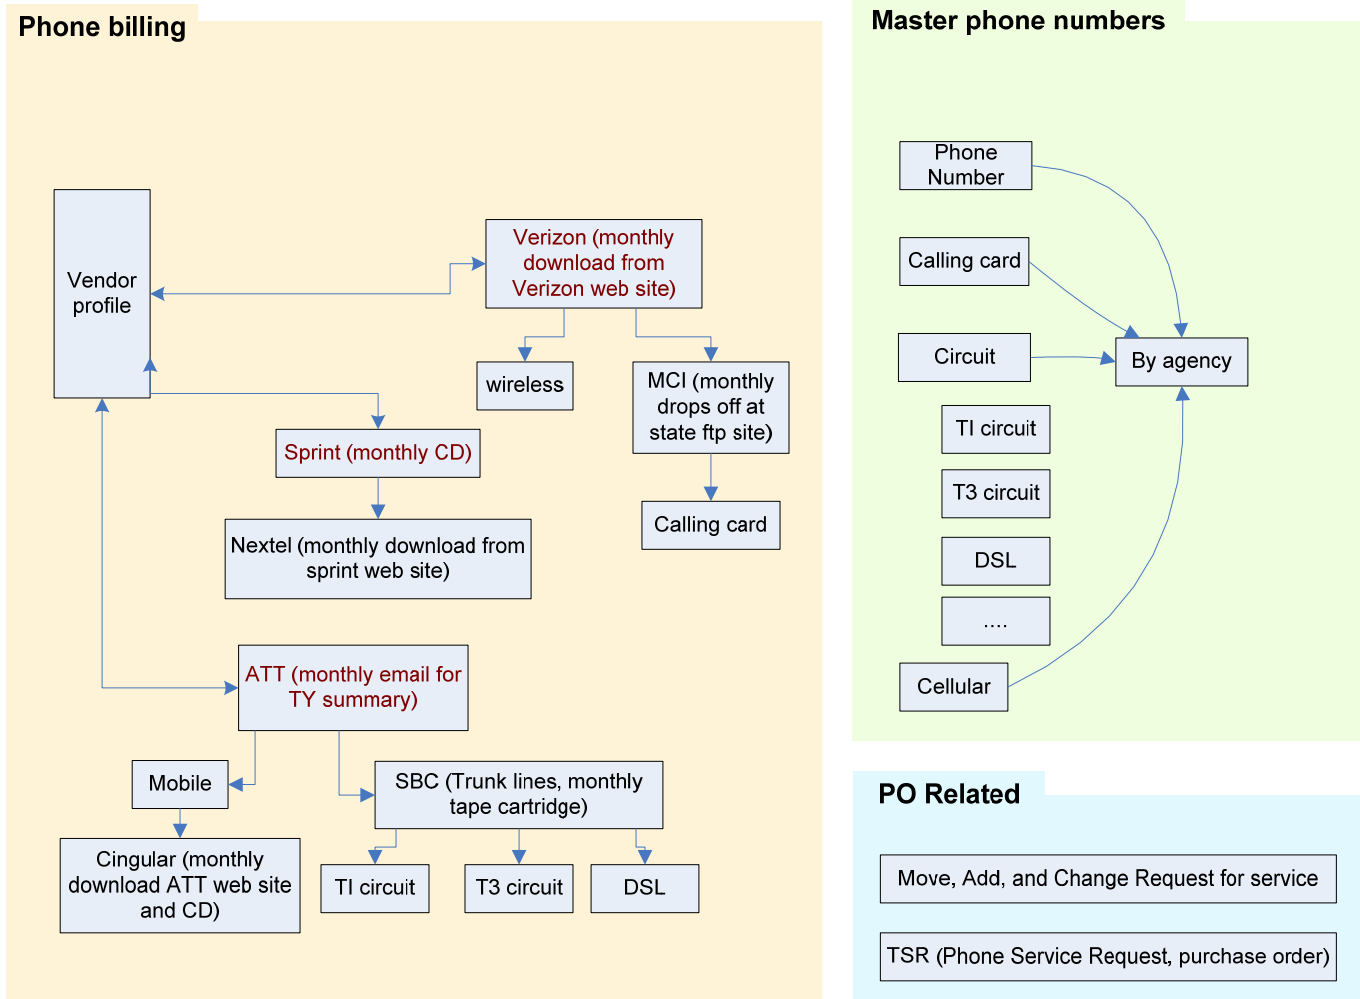 Phone billing
Vendor
profile
Verizon (monthly
download from
Verizon web site)
wireless
MCI (monthly
drops off at
state ftp site)
Calling card
Sprint (monthly CD)
Nextel (monthly download from
sprint web site)
ATT (monthly email for
TY summary)
Mobile
Cingular (monthly
download ATT web site
and CD)
SBC (Trunk lines, monthly
tape cartridge)
TI circuit
T3 circuit
DSL
Master phone numbers
Phone
Number
Calling card
Circuit
By agency
TI circuit
T3 circuit
DSL
....
Cellular
PO Related
Move, Add, and Change Request for service
TSR (Phone Service Request, purchase order)